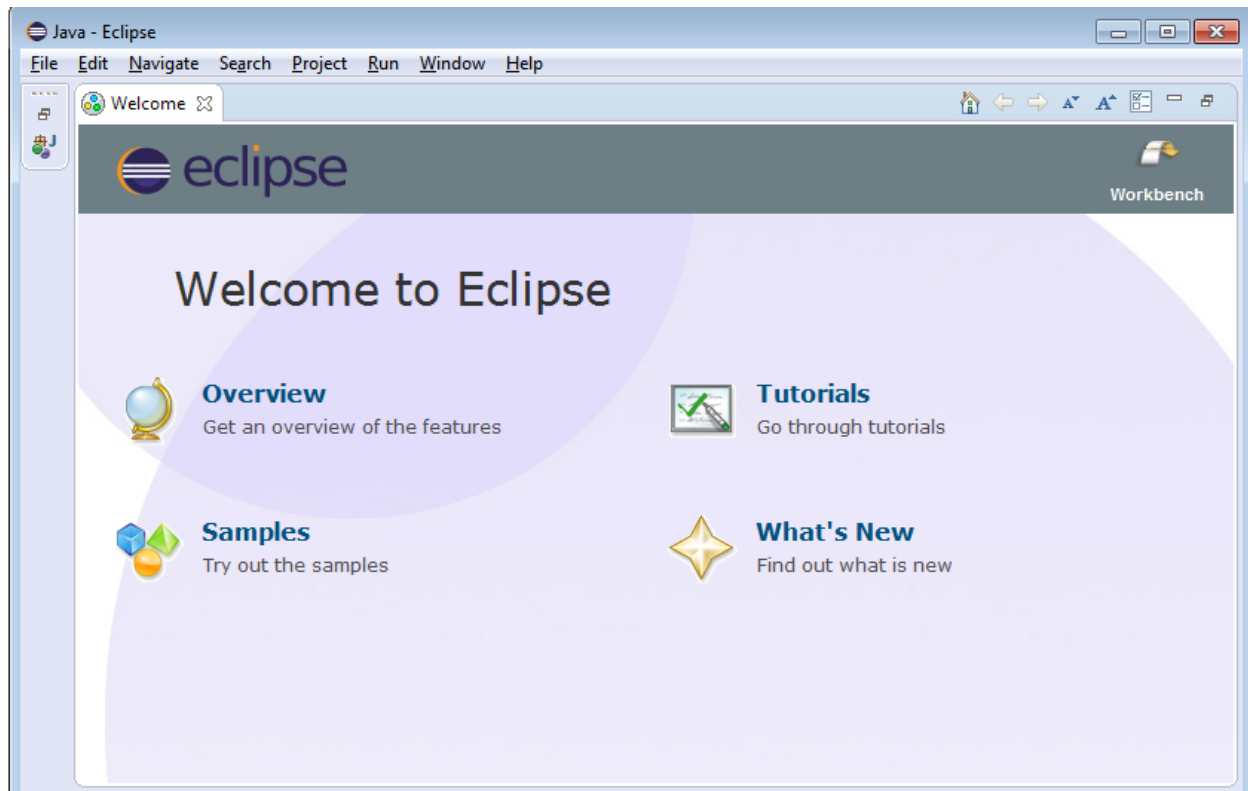 Java - Eclipse
File Edit Navigate Search Project Run Window Help
Welcome
J
eclipse
Workbench
Welcome to Eclipse
Overview
Get an overview of the features
Tutorials
Go through tutorials
Samples
Try out the samples
What's New
Find out what is new